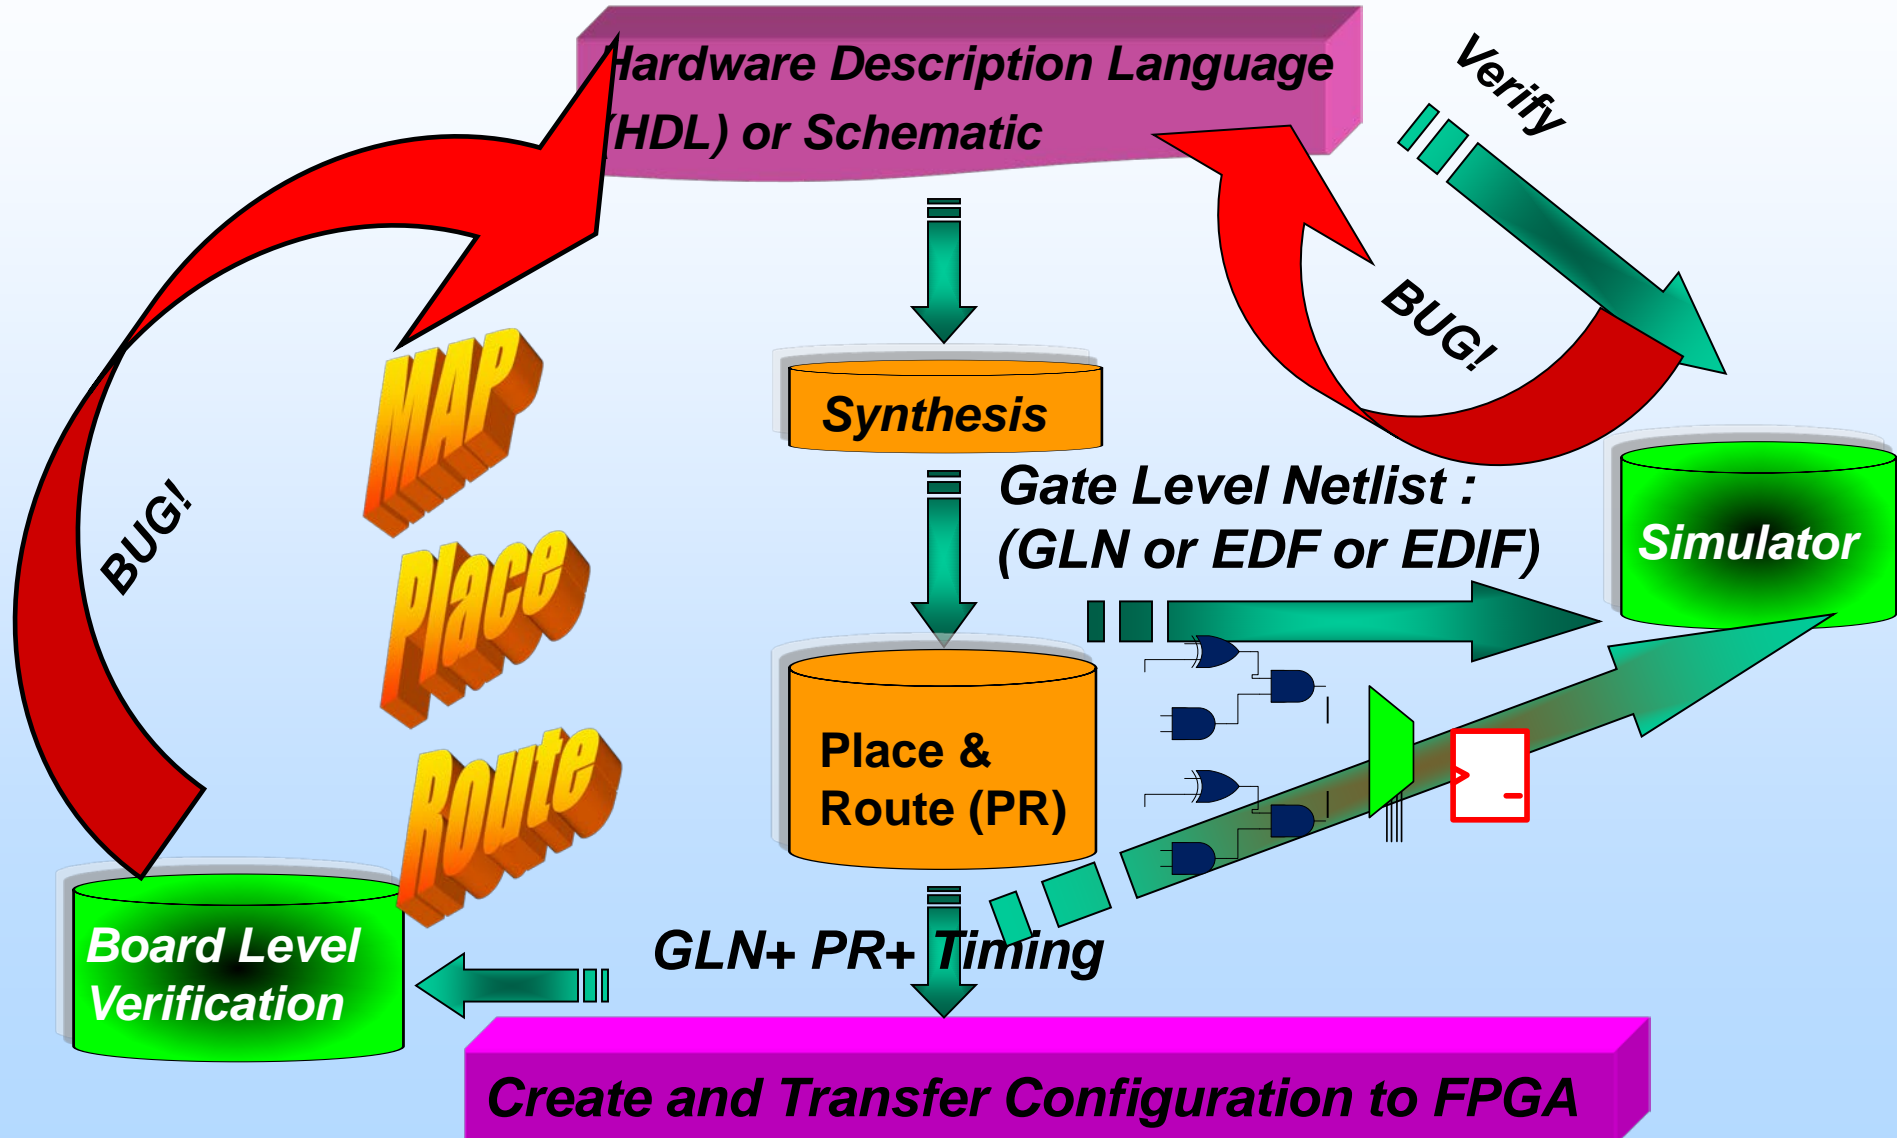 Hardware Description Language
(HDL) or Schematic
Verify
BUG!
MAP
Synthesis
Gate Level Netlist :
(GLN or EDF or EDIF)
Simulator
BUG!
Place
Place &
Route (PR)
Route
Board Level
Verification
GLN+ PR+ Timing
Create and Transfer Configuration to FPGA